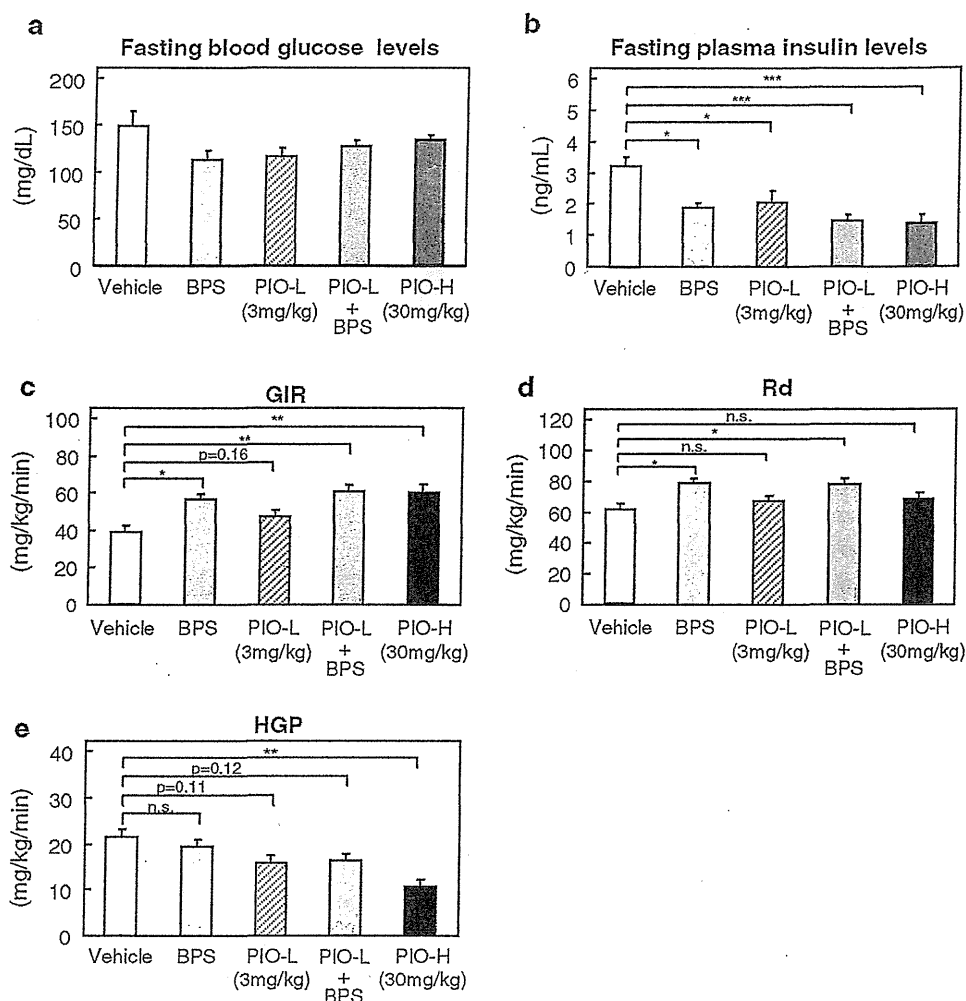 a
Fasting blood glucose levels
200
150
100
50
0
(mg/dL)
Vehicle BPS PIO-L PIO-L PIO-H
(3mg/kg) + (30mg/kg)
BPS
b
Fasting plasma insulin levels
6
5
4
3
2
1
0
(ng/mL)
***
***
*
*
Vehicle BPS PIO-L PIO-L PIO-H
(3mg/kg) + (30mg/kg)
BPS
c
GIR
100
80
60
40
20
0
(mg/kg/min)
**
**
p=0.16
*
Vehicle BPS PIO-L PIO-L PIO-H
(3mg/kg) + (30mg/kg)
BPS
d
Rd
120
100
80
60
40
20
0
(mg/kg/min)
n.s.
*
n.s.
*
Vehicle BPS PIO-L PIO-L PIO-H
(3mg/kg) + (30mg/kg)
BPS
e
HGP
40
30
20
10
0
(mg/kg/min)
**
p=0.12
p=0.11
n.s.
Vehicle BPS PIO-L PIO-L PIO-H
(3mg/kg) + (30mg/kg)
BPS